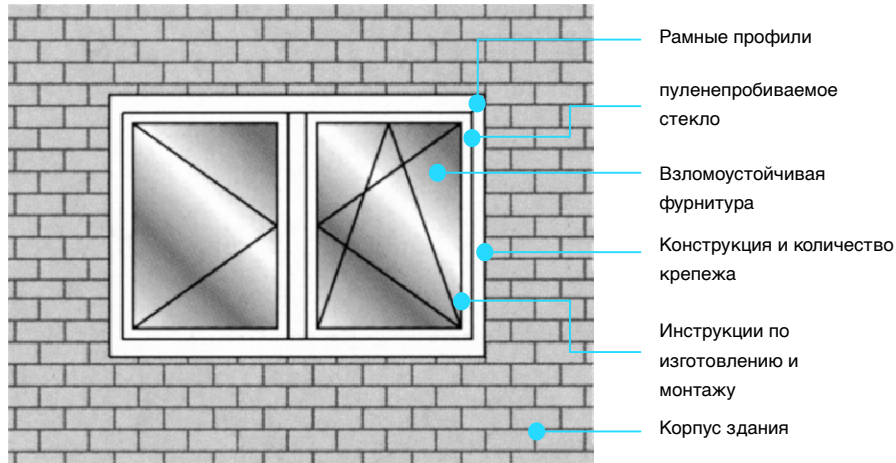 Рамные профили
пуленепробиваемое
стекло
Взломоустойчивая
фурнитура
Конструкция и количество
крепежа
Инструкции по
изготовлению и
монтажу
Корпус здания